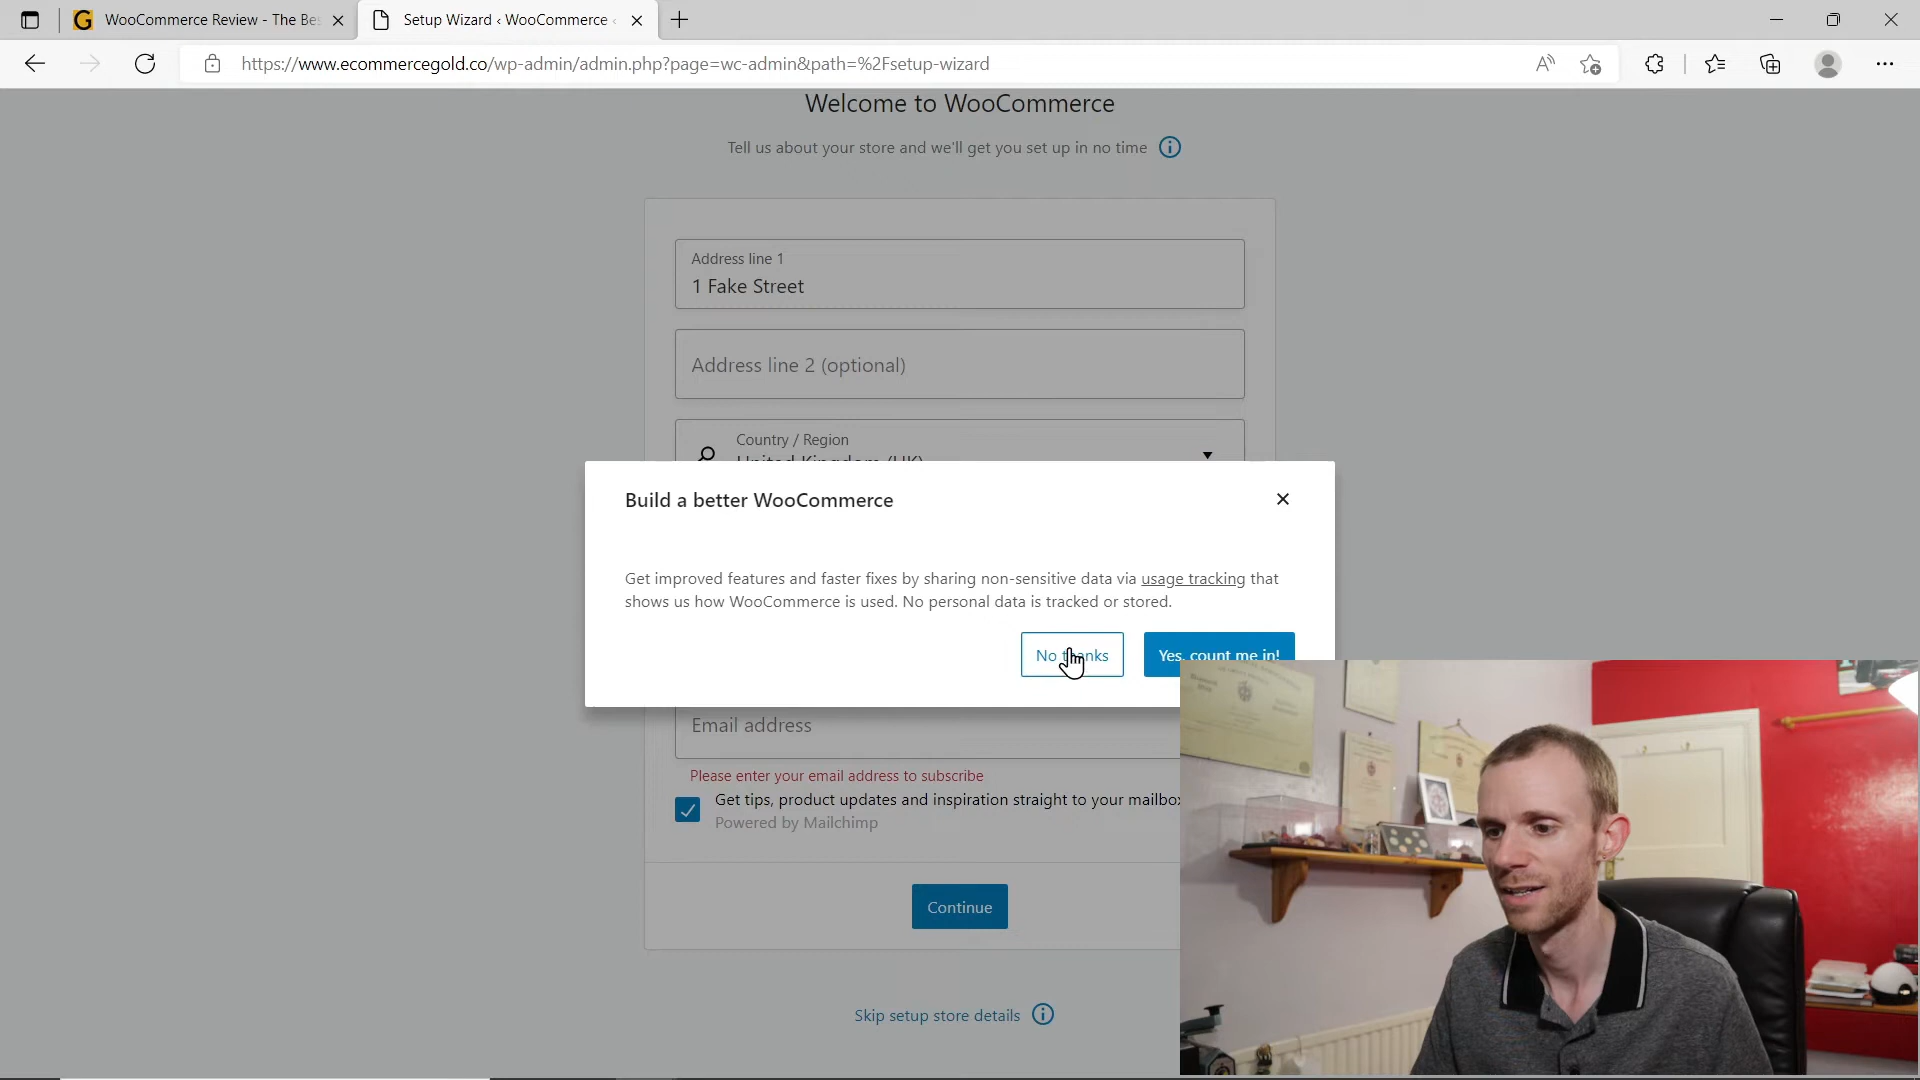 WooCommerce Review - The Be
Setup Wizard ‹ WooCommerce ‹
https://www.ecommercegold.co/wp-admin/admin.php?page=wc-admin&path=%2Fsetup-wizard
Welcome to WooCommerce
Tell us about your store and we'll get you set up in no time
Address line 1
1 Fake Street
Address line 2 (optional)
Country / Region
United Kingdom (UK)
Build a better WooCommerce
Get improved features and faster fixes by sharing non-sensitive data via usage tracking that
shows us how WooCommerce is used. No personal data is tracked or stored.
No thanks
Yes, count me in!
Email address
Please enter your email address to subscribe
Get tips, product updates and inspiration straight to your mailbox
Powered by Mailchimp
Continue
Skip setup store details